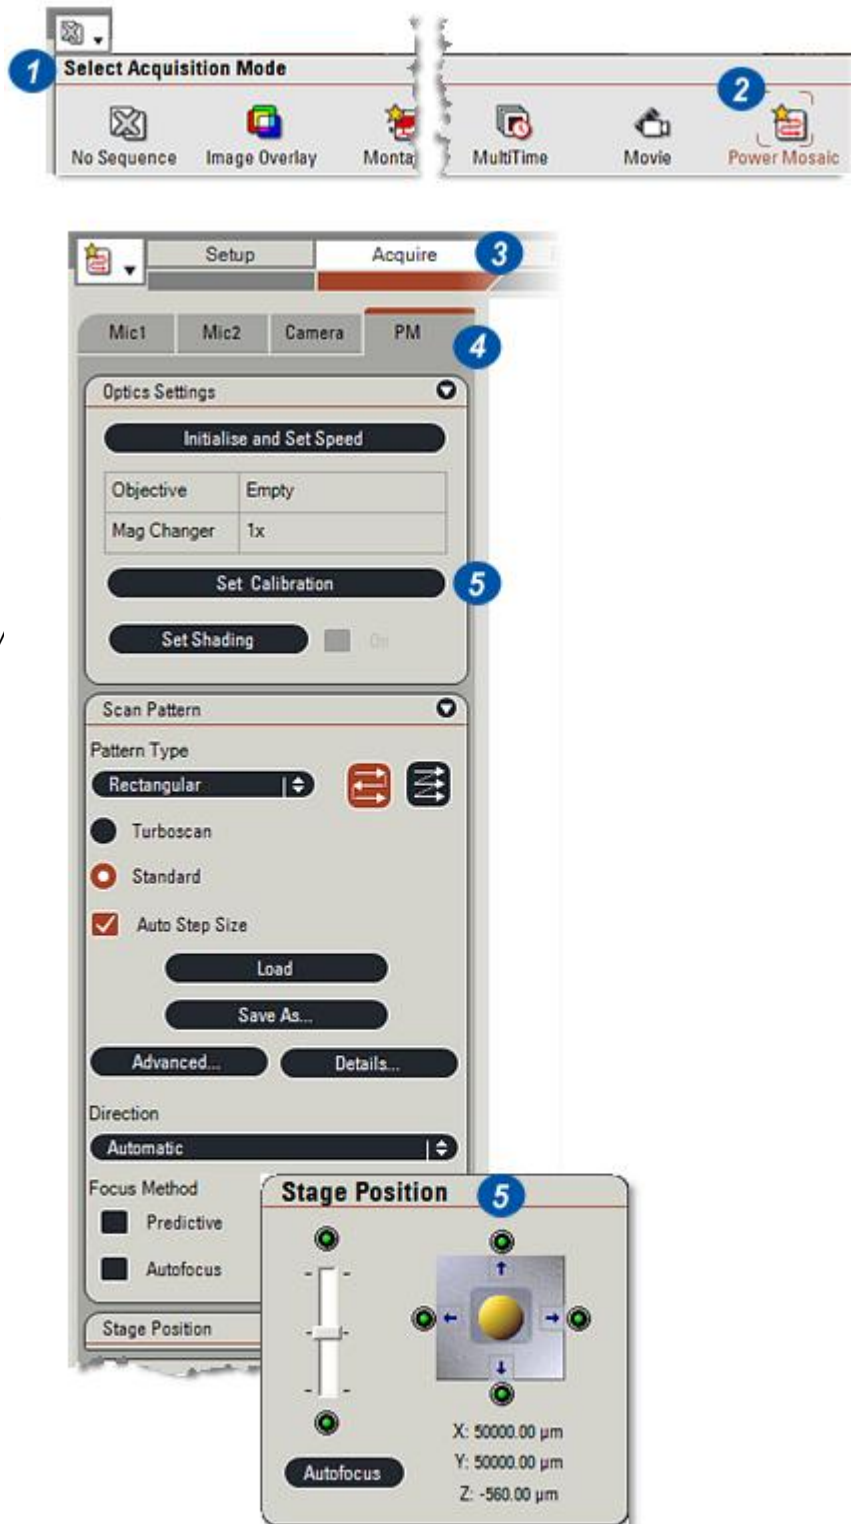 1
Select Acquisition Mode
2
No Sequence
Image Overlay
Monta
MultiTime
Movie
Power Mosaic
Setup
Acquire
3
Mic1
Mic2
Camera
PM
4
Optics Settings
Initialise and Set Speed
Objective
Empty
Mag Changer
1x
Set Calibration
5
Set Shading
On
Scan Pattern
Pattern Type
Rectangular
Turboscan
Standard
Auto Step Size
Load
Save As...
Advanced...
Details...
Direction
Automatic
Focus Method
Predictive
Autofocus
Stage Position
Stage Position
5
X: 50000.00 µm
Y: 50000.00 µm
Z: -560.00 µm
Autofocus